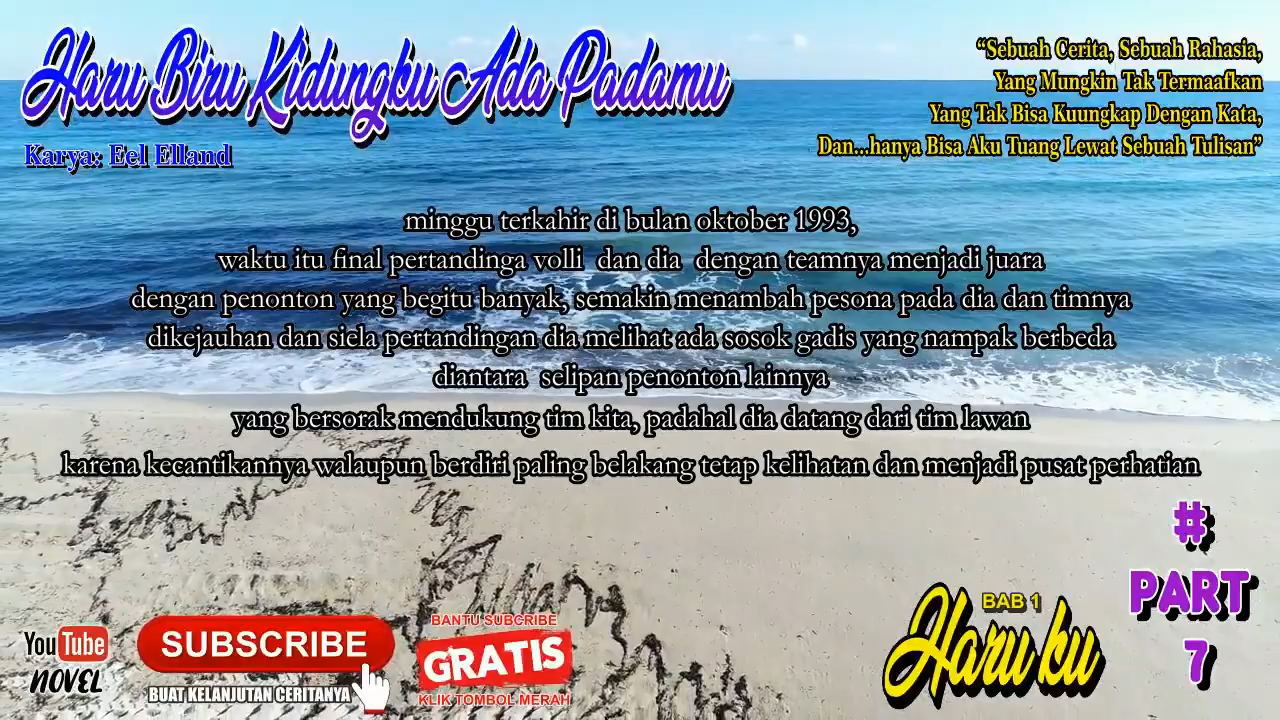 Haru Biru Kidungku Ada Padamu
Karya: Eel Elland
“Sebuah Cerita, Sebuah Rahasia,
Yang Mungkin Tak Termaafkan
Yang Tak Bisa Kuungkap Dengan Kata,
Dan...hanya Bisa Aku Tuang Lewat Sebuah Tulisan”
minggu terkahir di bulan oktober 1993,
waktu itu final pertandinga volli dan dia dengan teamnya menjadi juara
dengan penonton yang begitu banyak, semakin menambah pesona pada dia dan timnya
dikejauhan dan siela pertandingan dia melihat ada sosok gadis yang nampak berbeda
diantara selipan penonton lainnya
yang bersorak mendukung tim kita, padahal dia datang dari tim lawan
karena kecantikannya walaupun berdiri paling belakang tetap kelihatan dan menjadi pusat perhatian
#
PART
7
BAB 1
Haru ku
YouTube
NOVEL
SUBSCRIBE
BUAT KELANJUTAN CERITANYA
BANTU SUBCRIBE
GRATIS
KLIK TOMBOL MERAH